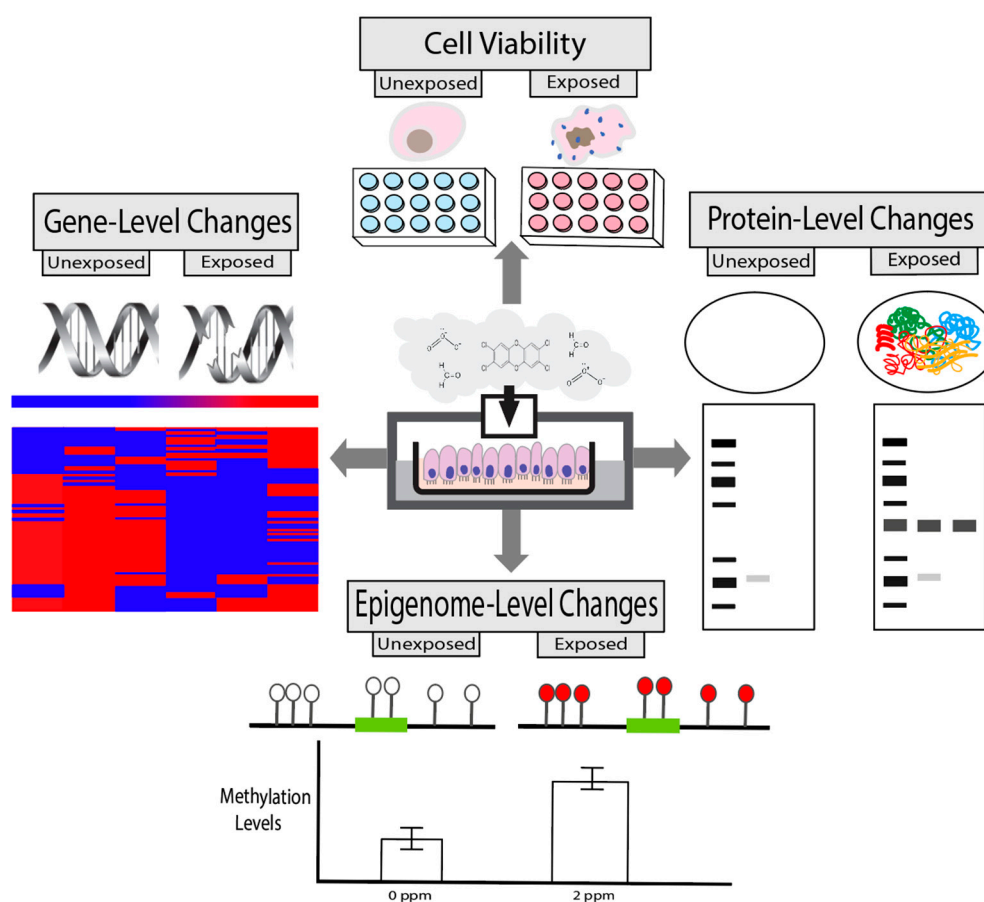 Cell Viability
Unexposed
Exposed
Gene-Level Changes
Unexposed
Exposed
Protein-Level Changes
Unexposed
Exposed
Epigenome-Level Changes
Unexposed
Exposed
Methylation
Levels
0 ppm
2 ppm